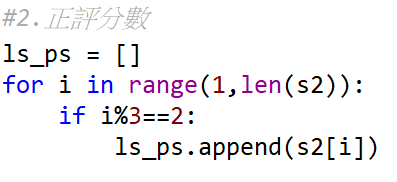 #2.正評分數
ls_ps = []
for i in range(1,len(s2)):
    if i%3==2:
        ls_ps.append(s2[i])